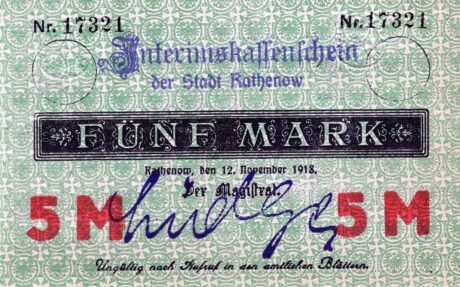 Nr. 17321 Nr. 17321
Interimskassenschein
der Stadt Rathenow
FÜNF MARK
Rathenow, den 12. November 1918.
Der Magistrat.
5 M 5 M
Ungültig nach Aufruf in den amtlichen Blättern.